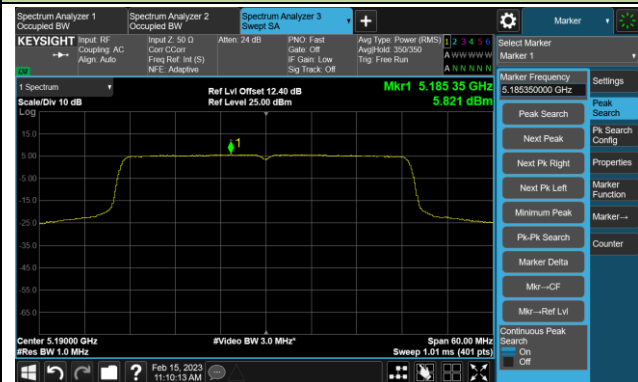 Spectrum Analyzer 1
Occupied BW
Spectrum Analyzer 2
Occupied BW
Spectrum Analyzer 3
Swept SA
Marker
KEYSIGHT
Input: RF
Coupling: AC
Align: Auto
Input Z: 50 Ω
Corr CCorr
Freq Ref: Int (S)
NFE: Adaptive
Atten: 24 dB
PNO: Fast
Gate: Off
IF Gain: Low
Sig Track: Off
Avg Type: Power (RMS)
Avg|Hold: 350/350
Trig: Free Run
1 2 3 4 5 6
A W W W W W
A N N N N N
LXI
Select Marker
Marker 1
1 Spectrum
Scale/Div 10 dB
Log
Ref Lvl Offset 12.40 dB
Ref Level 25.00 dBm
Mkr1 5.185 35 GHz
5.821 dBm
15.0
5.00
-5.00
-15.0
-25.0
-35.0
-45.0
-55.0
-65.0
1
Center 5.19000 GHz
#Res BW 1.0 MHz
#Video BW 3.0 MHz*
Span 60.00 MHz
Sweep 1.01 ms (401 pts)
Marker Frequency
5.185350000 GHz
Peak Search
Next Peak
Next Pk Right
Next Pk Left
Minimum Peak
Pk-Pk Search
Marker Delta
Mkr→CF
Mkr→Ref Lvl
Continuous Peak
Search
On
Off
Settings
Peak
Search
Pk Search
Config
Properties
Marker
Function
Marker→
Counter
?
Feb 15, 2023
11:10:13 AM